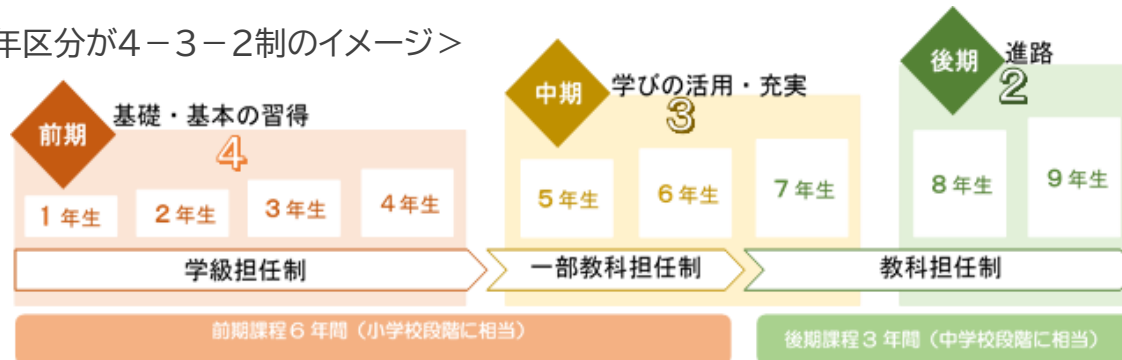 年区分が4－3－2制のイメージ＞
前期
基礎・基本の習得
4
中期
学びの活用・充実
3
後期
進路
2
1年生
2年生
3年生
4年生
5年生
6年生
7年生
8年生
9年生
学級担任制
一部教科担任制
教科担任制
前期課程6年間（小学校段階に相当）
後期課程3年間（中学校段階に相当）